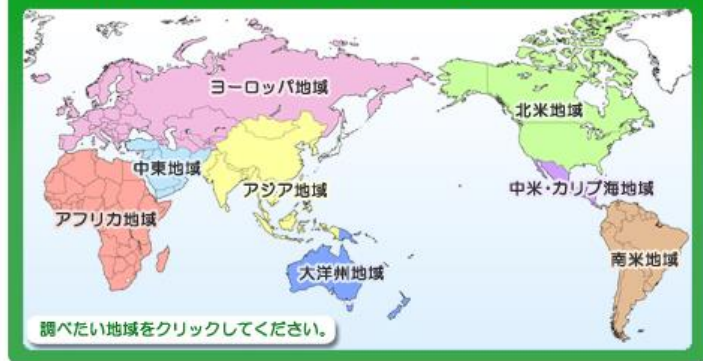 ヨーロッパ地域
北米地域
中東地域
アジア地域
中米・カリブ海地域
アフリカ地域
南米地域
大洋州地域
調べたい地域をクリックしてください。